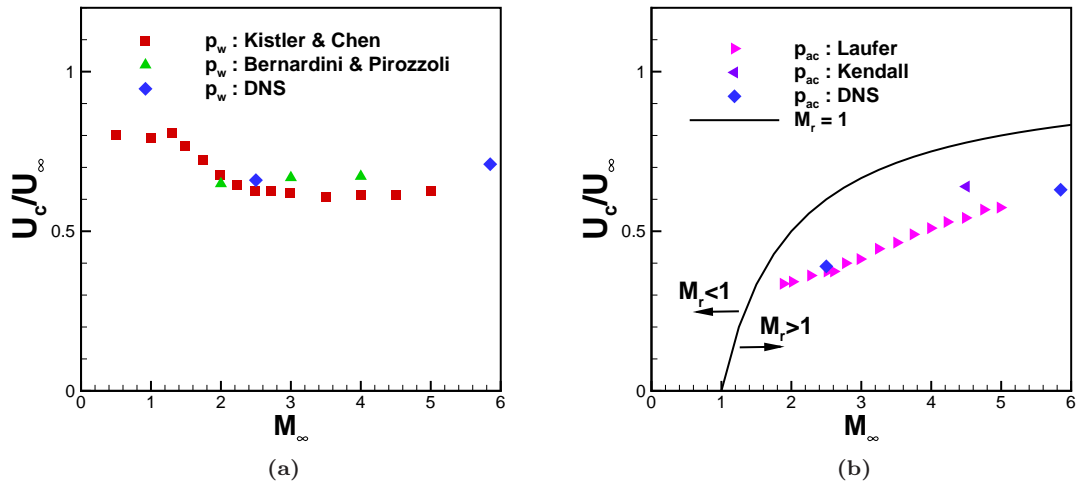 p_w : Kistler & Chen
p_w : Bernardini & Pirozzoli
p_w : DNS
1
0.5
0
U_c/U_∞
0 1 2 3 4 5 6
M_∞
(a)
p_ac : Laufer
p_ac : Kendall
p_ac : DNS
M_r = 1
1
0.5
0
U_c/U_∞
M_r<1
M_r>1
0 1 2 3 4 5 6
M_∞
(b)